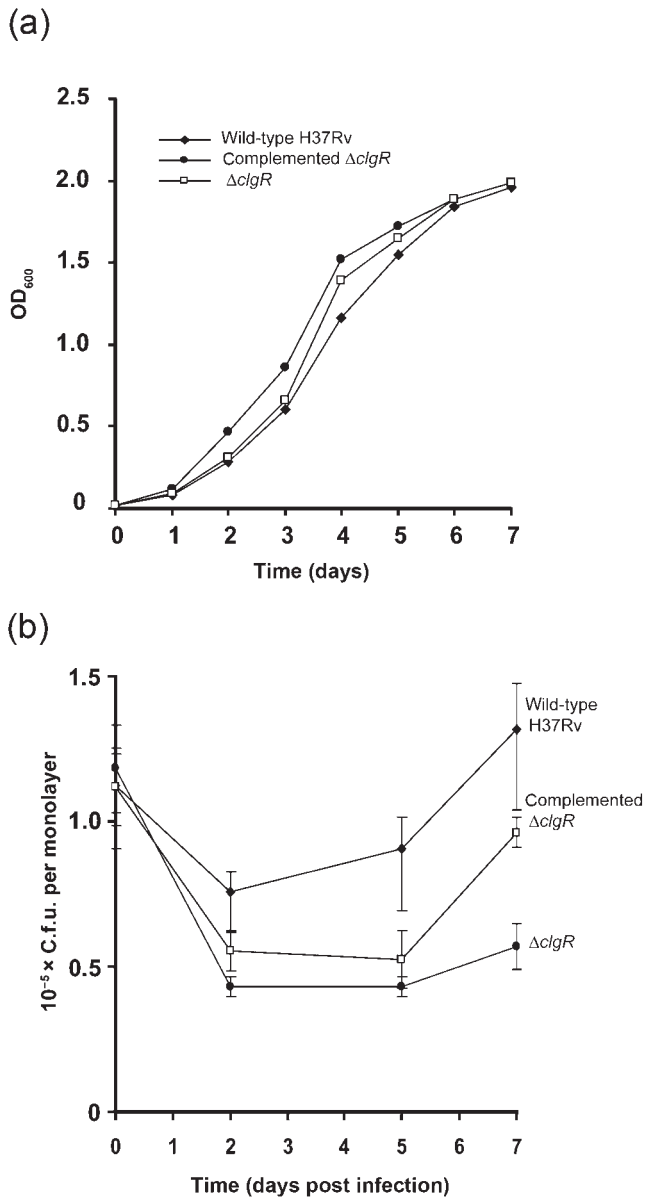 (a)
2.5
2.0
1.5
1.0
0.5
0
OD600
Wild-type H37Rv
Complemented ΔclgR
ΔclgR
0 1 2 3 4 5 6 7
Time (days)
(b)
1.5
1.0
0.5
0
10⁻⁵ × C.f.u. per monolayer
Wild-type
H37Rv
Complemented
ΔclgR
ΔclgR
0 1 2 3 4 5 6 7
Time (days post infection)